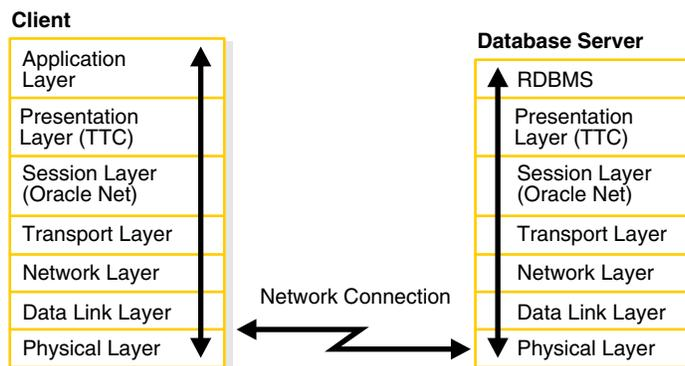 Client
Application
Layer
Presentation
Layer (TTC)
Session Layer
(Oracle Net)
Transport Layer
Network Layer
Data Link Layer
Physical Layer
Network Connection
Database Server
RDBMS
Presentation
Layer (TTC)
Session Layer
(Oracle Net)
Transport Layer
Network Layer
Data Link Layer
Physical Layer